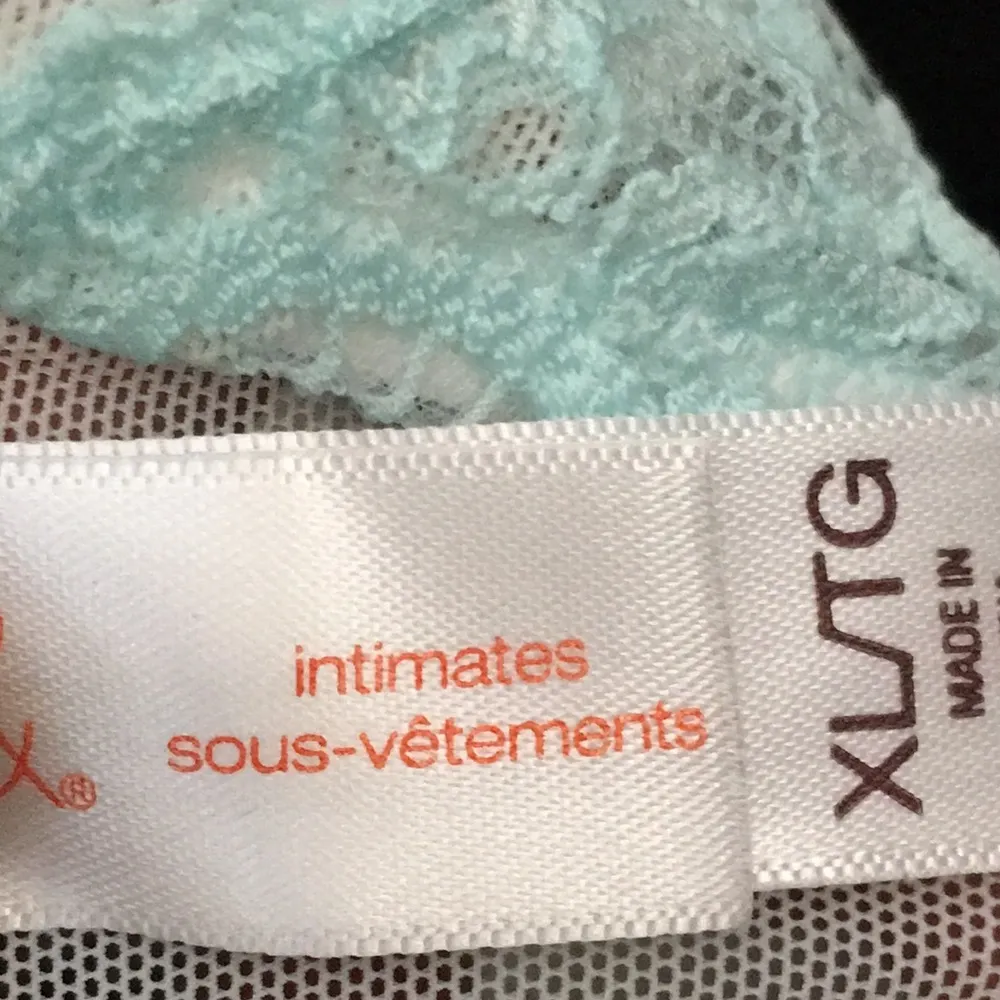 X®
intimates
sous-vêtements
XL/TG
MADE IN